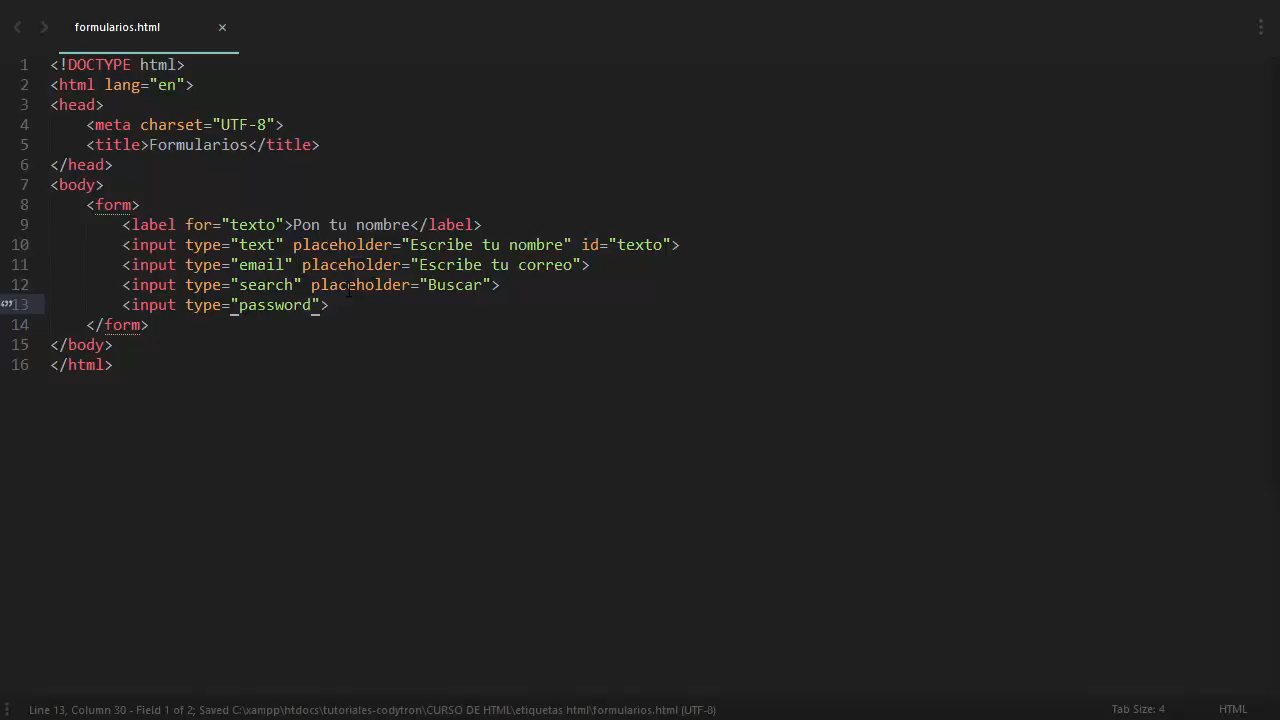 formularios.html ×
1 <!DOCTYPE html>
2 <html lang="en">
3 <head>
4     <meta charset="UTF-8">
5     <title>Formularios</title>
6 </head>
7 <body>
8     <form>
9         <label for="texto">Pon tu nombre</label>
10         <input type="text" placeholder="Escribe tu nombre" id="texto">
11         <input type="email" placeholder="Escribe tu correo">
12         <input type="search" placeholder="Buscar">
13         <input type="password">
14     </form>
15 </body>
16 </html>
Line 13, Column 30 - Field 1 of 2; Saved C:\xampp\htdocs\tutoriales-codytron\CURSO DE HTML\etiquetas html\formularios.html (UTF-8) Tab Size: 4 HTML